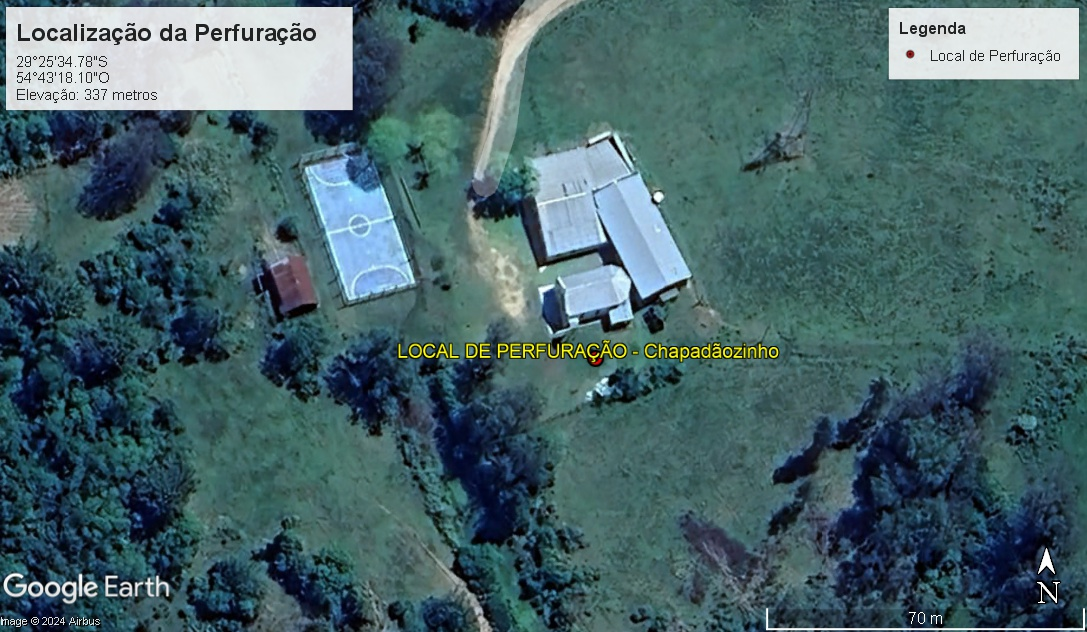 Localização da Perfuração
29°25'34.78"S
54°43'18.10"O
Elevação: 337 metros
Legenda
Local de Perfuração
LOCAL DE PERFURAÇÃO - Chapadãozinho
Google Earth
Image © 2024 Airbus
N
70 m